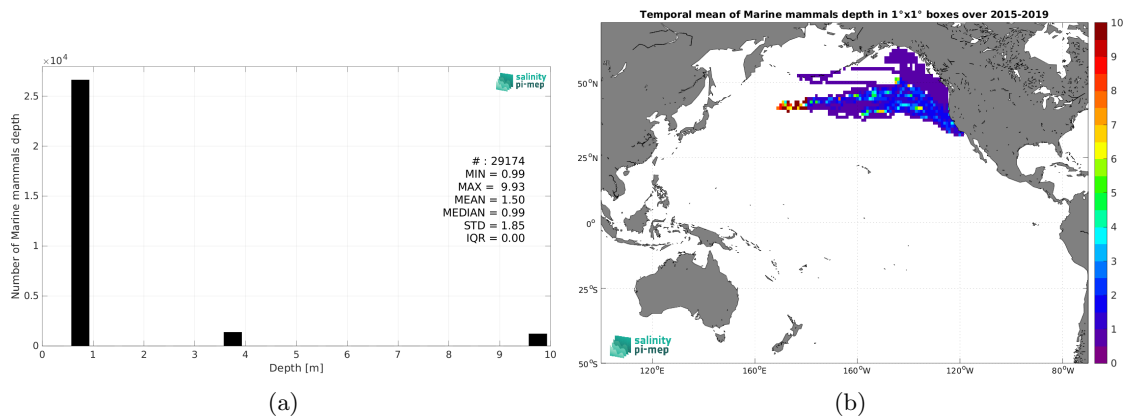 ×10⁴
2.5
2
1.5
1
0.5
0
0 1 2 3 4 5 6 7 8 9 10
Number of Marine mammals depth
Depth [m]
salinity
pi-mep
# : 29174
MIN = 0.99
MAX = 9.93
MEAN = 1.50
MEDIAN = 0.99
STD = 1.85
IQR = 0.00
(a)
Temporal mean of Marine mammals depth in 1°x1° boxes over 2015-2019
50°N
25°N
0°
25°S
50°S
120°E 160°E 160°W 120°W 80°W
salinity
pi-mep
10
9
8
7
6
5
4
3
2
1
0
(b)